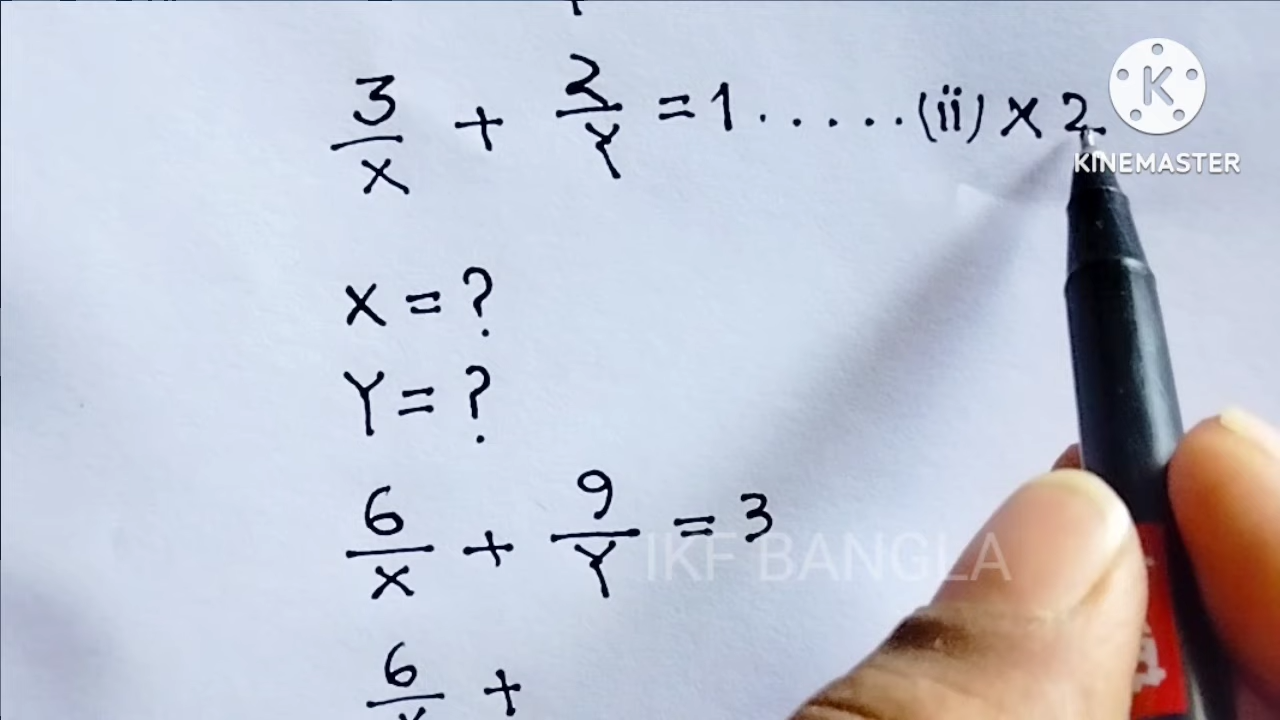 3/X + 2/Y = 1 . . . . . (ii) × 2
K
KINEMASTER
X = ?
Y = ?
6/X + 9/Y = 3
IKF BANGLA
6/X +